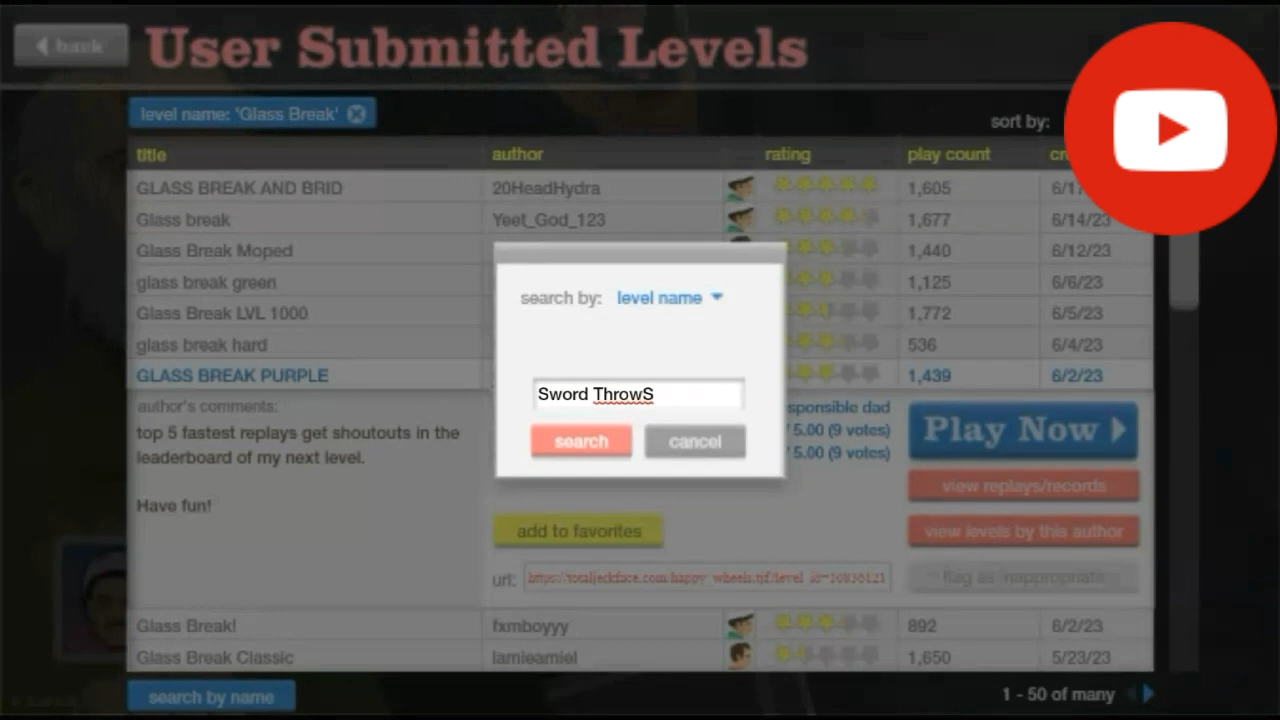 back
User Submitted Levels
level name: 'Glass Break'
sort by:
title author rating play count
GLASS BREAK AND BRID 20HeadHydra 1,605
Glass break Yeet_God_123 1,677 6/14/23
Glass Break Moped 1,440 6/12/23
glass break green 1,125 6/6/23
Glass Break LVL 1000 1,772 6/5/23
glass break hard 536 6/4/23
GLASS BREAK PURPLE 1,439 6/2/23
search by: level name
Sword ThrowS
search cancel
author's comments:
top 5 fastest replays get shoutouts in the
leaderboard of my next level.
Have fun!
dad
/ 5.00 (9 votes)
/ 5.00 (9 votes)
Play Now
view replays/records
add to favorites
view levels by this author
url:
flag as inappropriate
Glass Break! fxmboyyy 892 6/2/23
Glass Break Classic lamieamiel 1,650 5/23/23
search by name
1 - 50 of many